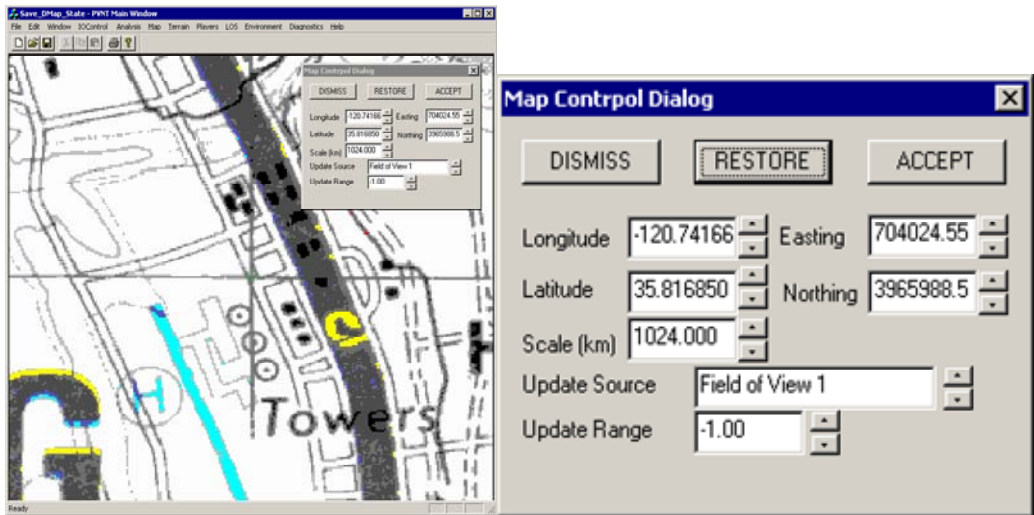 Save_DMap_State - PVNT Main Window
File Edit Window IOControl Analysis Map Terrain Players LOS Environment Diagnostics Help
Map Contrpol Dialog
DISMISS RESTORE ACCEPT
Longitude -120.74166 Easting 704024.55
Latitude 35.816850 Northing 3965988.5
Scale (km) 1024.000
Update Source Field of View 1
Update Range -1.00
G
H
Towers
Ready
Map Contrpol Dialog
DISMISS RESTORE ACCEPT
Longitude -120.74166 Easting 704024.55
Latitude 35.816850 Northing 3965988.5
Scale (km) 1024.000
Update Source Field of View 1
Update Range -1.00